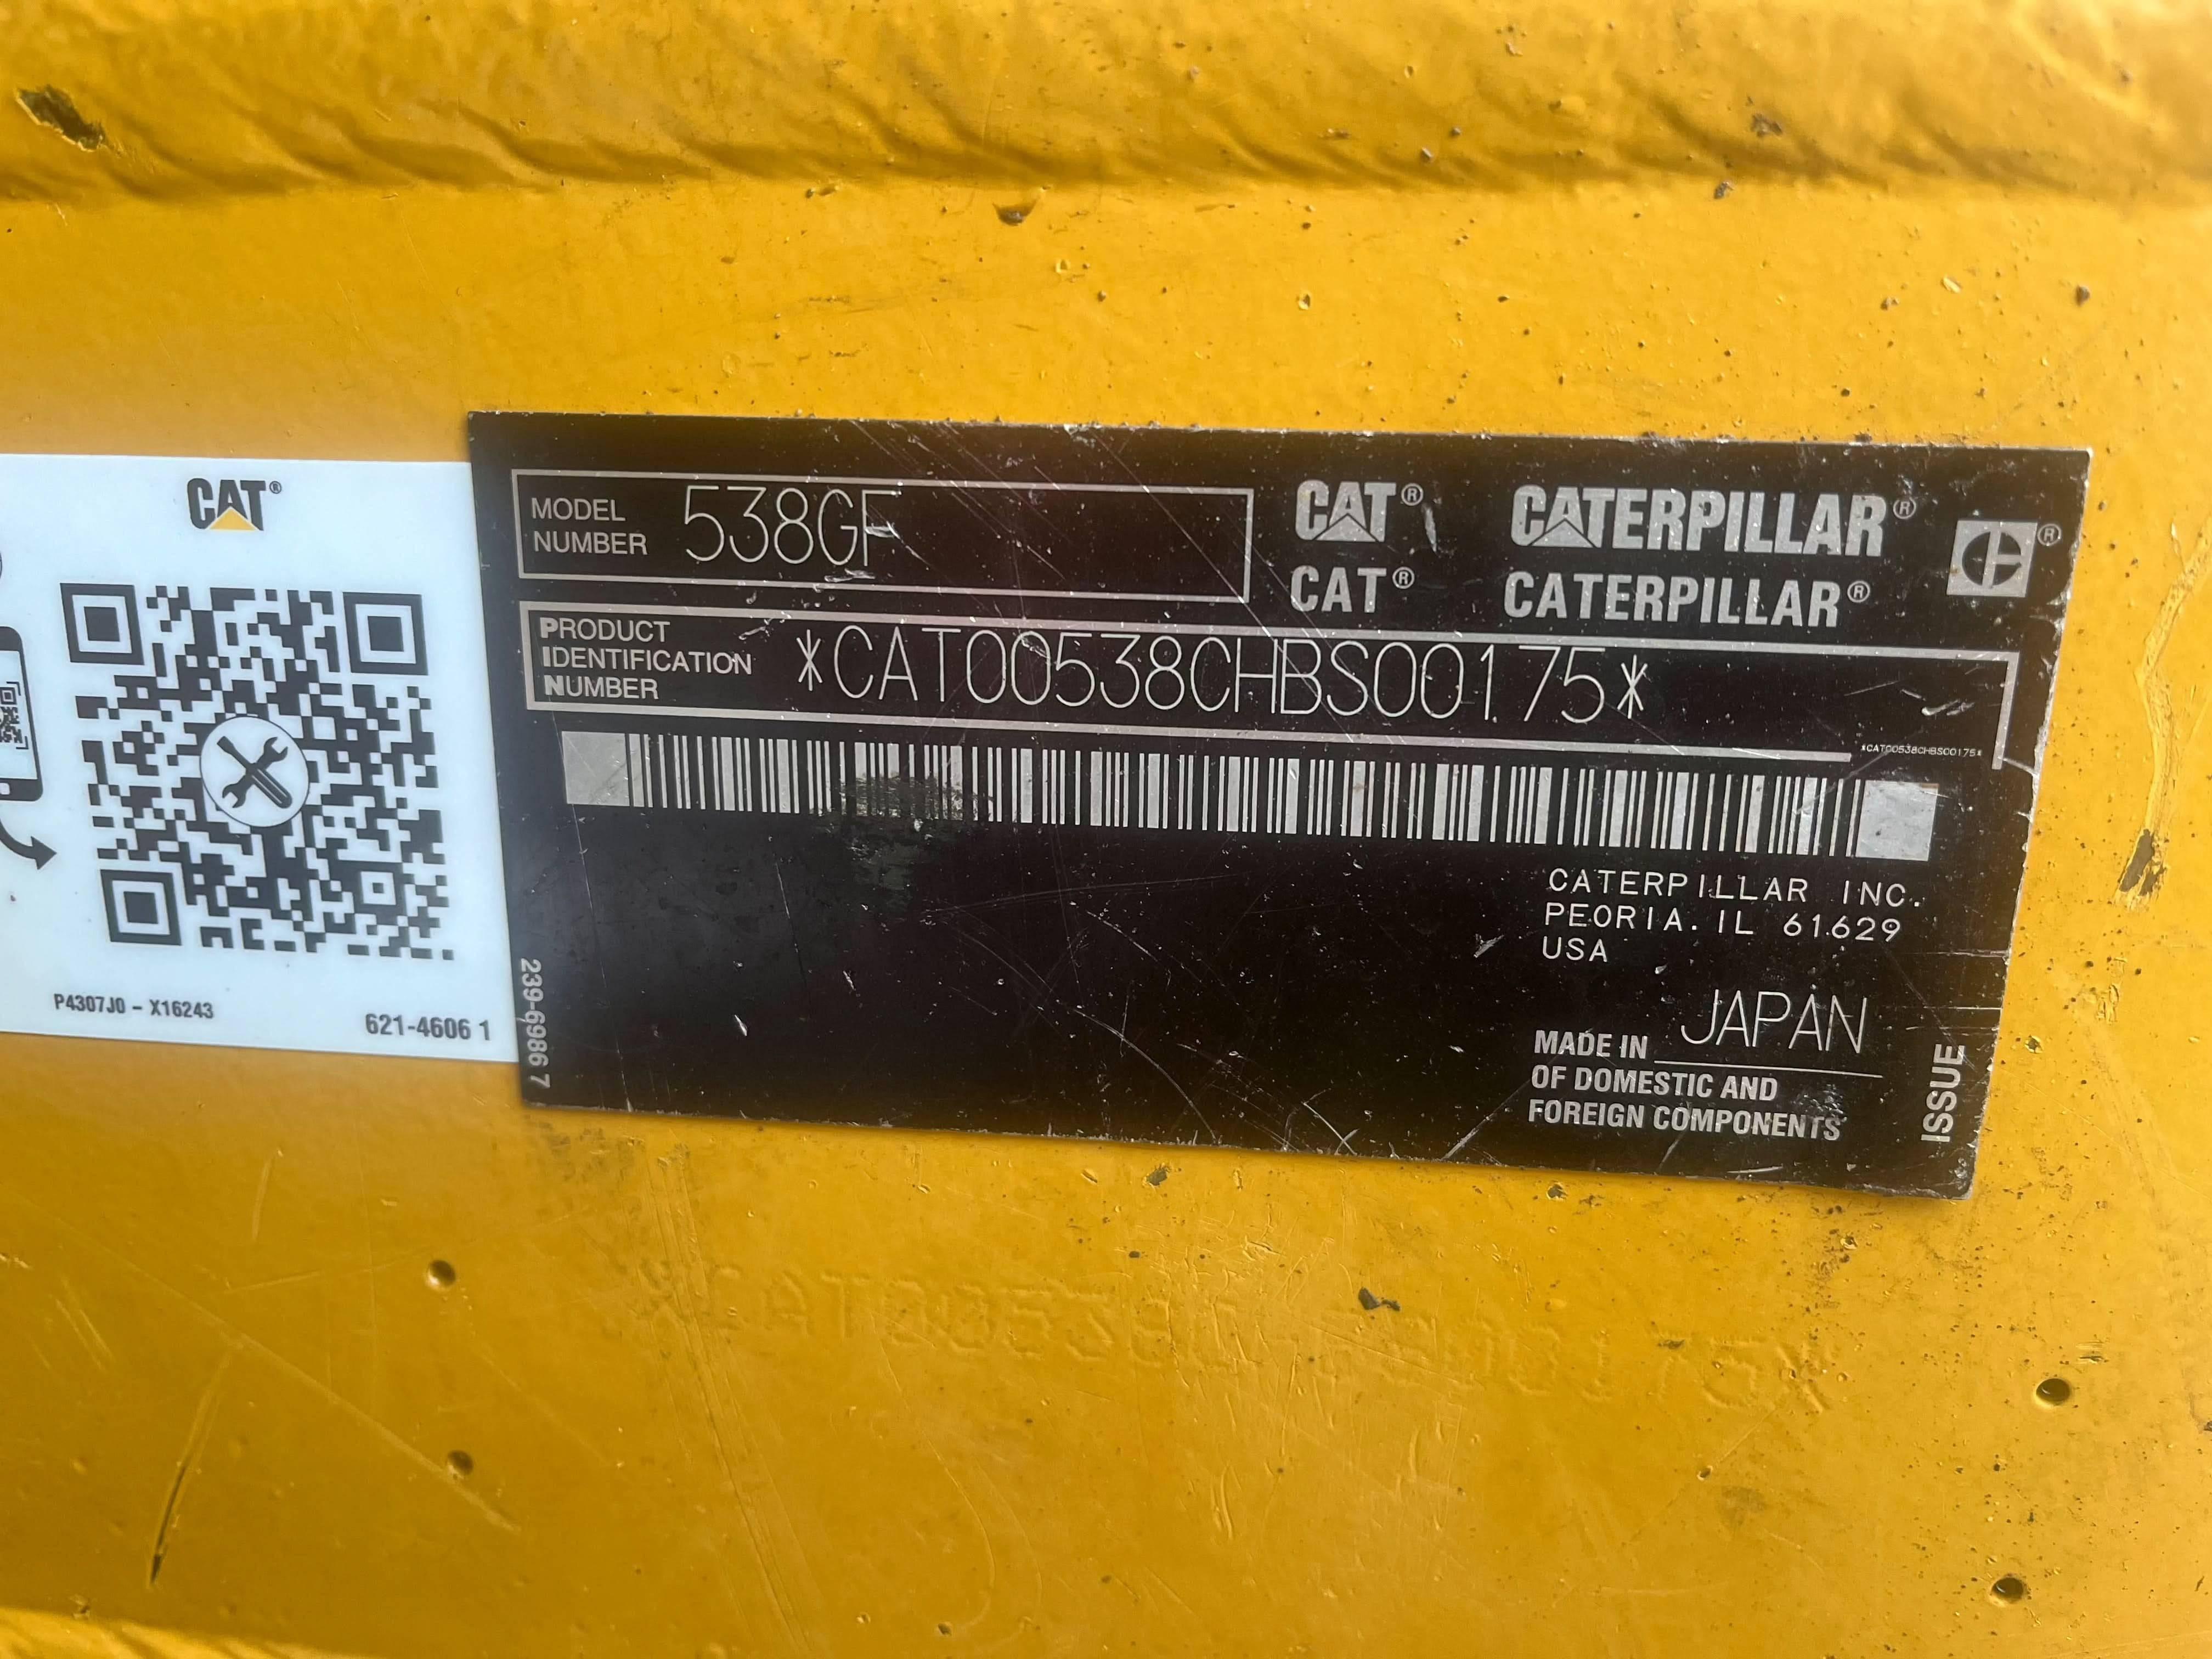 CAT®
P4307J0 - X16243
621-4606 1
MODEL NUMBER 538GF
CAT® CATERPILLAR®
CAT® CATERPILLAR®
PRODUCT IDENTIFICATION NUMBER *CAT00538CHBS00175*
*CAT00538CHBS00175*
CATERPILLAR INC.
PEORIA. IL 61629
USA
MADE IN JAPAN
OF DOMESTIC AND
FOREIGN COMPONENTS
239-6986 7
ISSUE